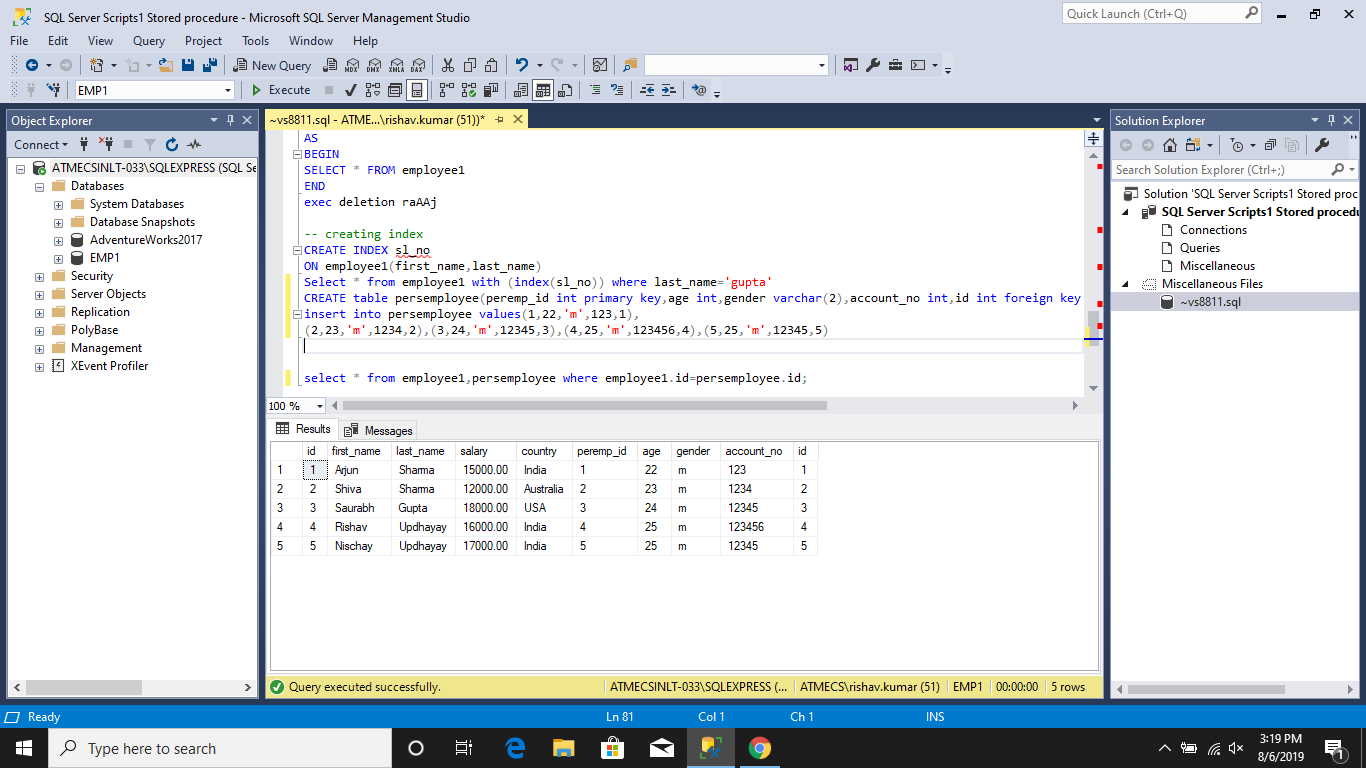 SQL Server Scripts1 Stored procedure - Microsoft SQL Server Management Studio
Quick Launch (Ctrl+Q)
File Edit View Query Project Tools Window Help
New Query MDX DMX XMLA DAX
EMP1 Execute
Object Explorer
Connect
ATMECSINLT-033\SQLEXPRESS (SQL Se
Databases
System Databases
Database Snapshots
AdventureWorks2017
EMP1
Security
Server Objects
Replication
PolyBase
Management
XEvent Profiler
~vs8811.sql - ATME...\rishav.kumar (51))*
AS
BEGIN
SELECT * FROM employee1
END
exec deletion raAAj
-- creating index
CREATE INDEX sl_no
ON employee1(first_name,last_name)
Select * from employee1 with (index(sl_no)) where last_name='gupta'
CREATE table persemployee(peremp_id int primary key,age int,gender varchar(2),account_no int,id int foreign key
insert into persemployee values(1,22,'m',123,1),
(2,23,'m',1234,2),(3,24,'m',12345,3),(4,25,'m',123456,4),(5,25,'m',12345,5)
select * from employee1,persemployee where employee1.id=persemployee.id;
100 %
Results Messages
id first_name last_name salary country peremp_id age gender account_no id
1 1 Arjun Sharma 15000.00 India 1 22 m 123 1
2 2 Shiva Sharma 12000.00 Australia 2 23 m 1234 2
3 3 Saurabh Gupta 18000.00 USA 3 24 m 12345 3
4 4 Rishav Updhayay 16000.00 India 4 25 m 123456 4
5 5 Nischay Updhayay 17000.00 India 5 25 m 12345 5
Query executed successfully. ATMECSINLT-033\SQLEXPRESS (... ATMECS\rishav.kumar (51) EMP1 00:00:00 5 rows
Solution Explorer
Search Solution Explorer (Ctrl+;)
Solution 'SQL Server Scripts1 Stored proc
SQL Server Scripts1 Stored procedu
Connections
Queries
Miscellaneous
Miscellaneous Files
~vs8811.sql
Ready Ln 81 Col 1 Ch 1 INS
Type here to search
3:19 PM
8/6/2019
1